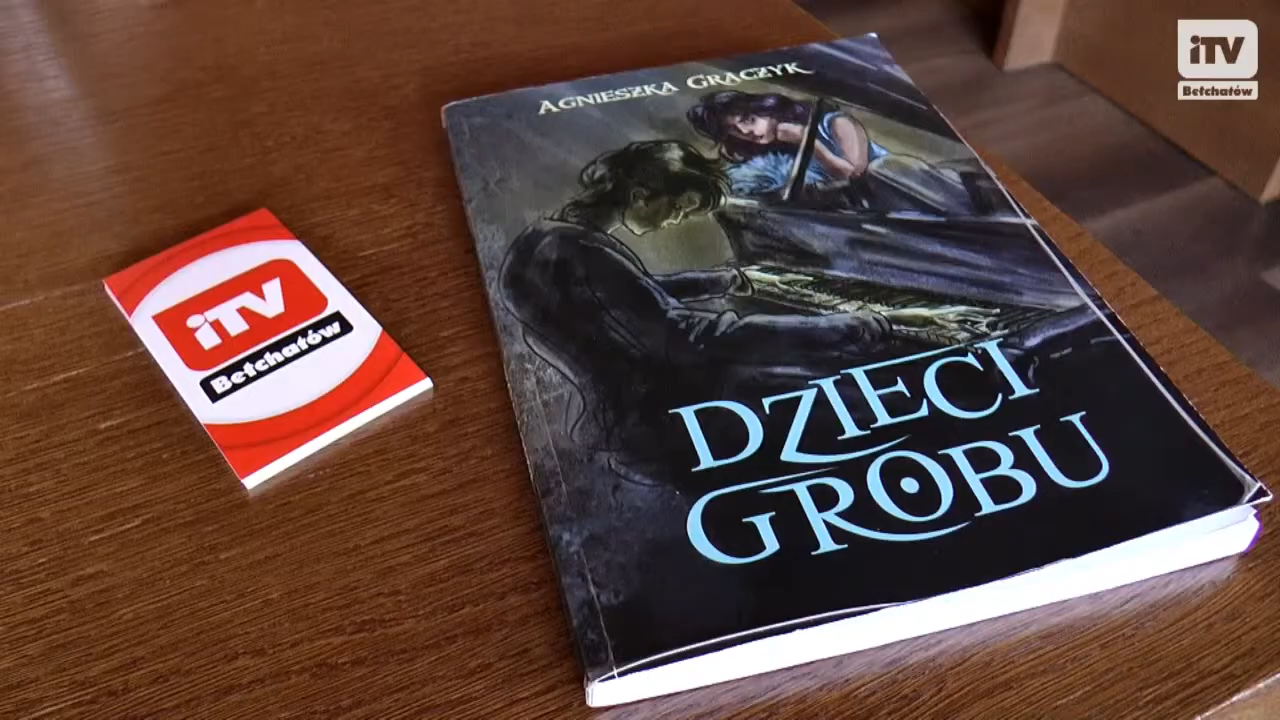 AGNIESZKA GRACZYK
DZIECI
GROBU
iTV
Bełchatów
iTV
Bełchatów